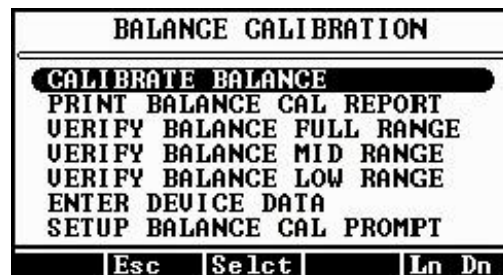 BALANCE CALIBRATION
CALIBRATE BALANCE
PRINT BALANCE CAL REPORT
VERIFY BALANCE FULL RANGE
VERIFY BALANCE MID RANGE
VERIFY BALANCE LOW RANGE
ENTER DEVICE DATA
SETUP BALANCE CAL PROMPT
Esc Selct Ln Dn